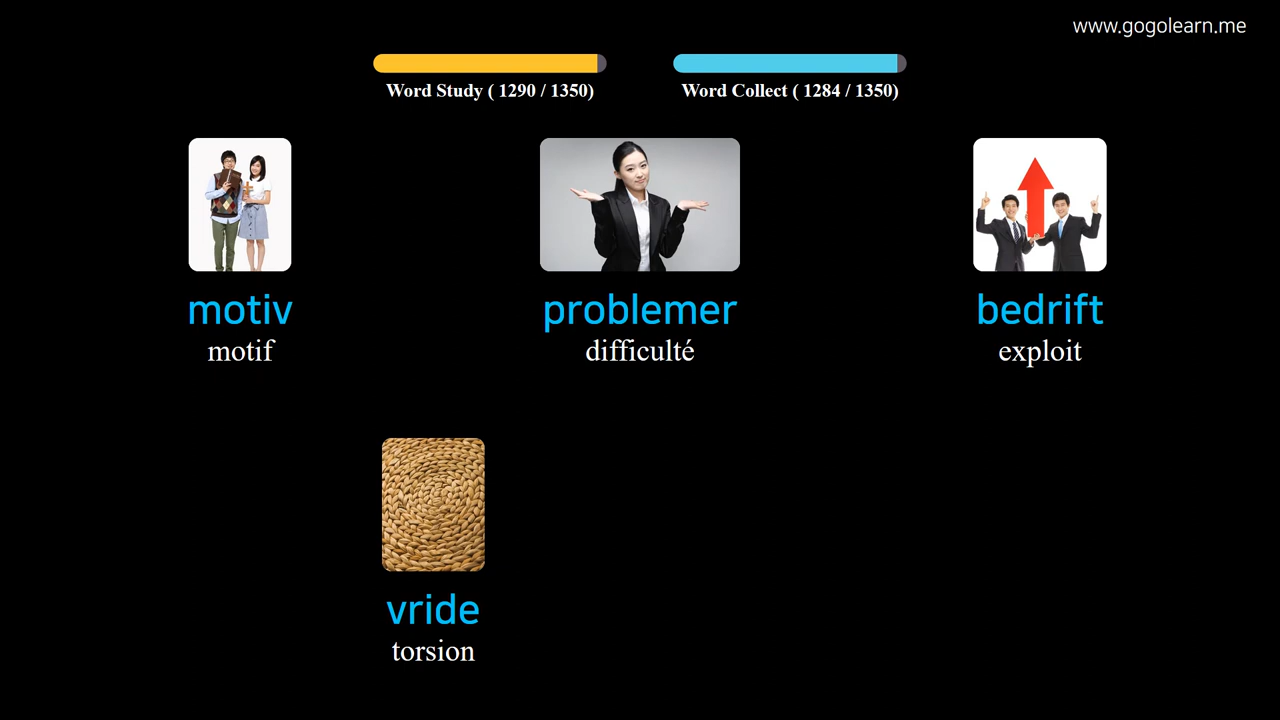 www.gogolearn.me
Word Study ( 1290 / 1350)
Word Collect ( 1284 / 1350)
motiv
motif
problemer
difficulté
bedrift
exploit
vride
torsion